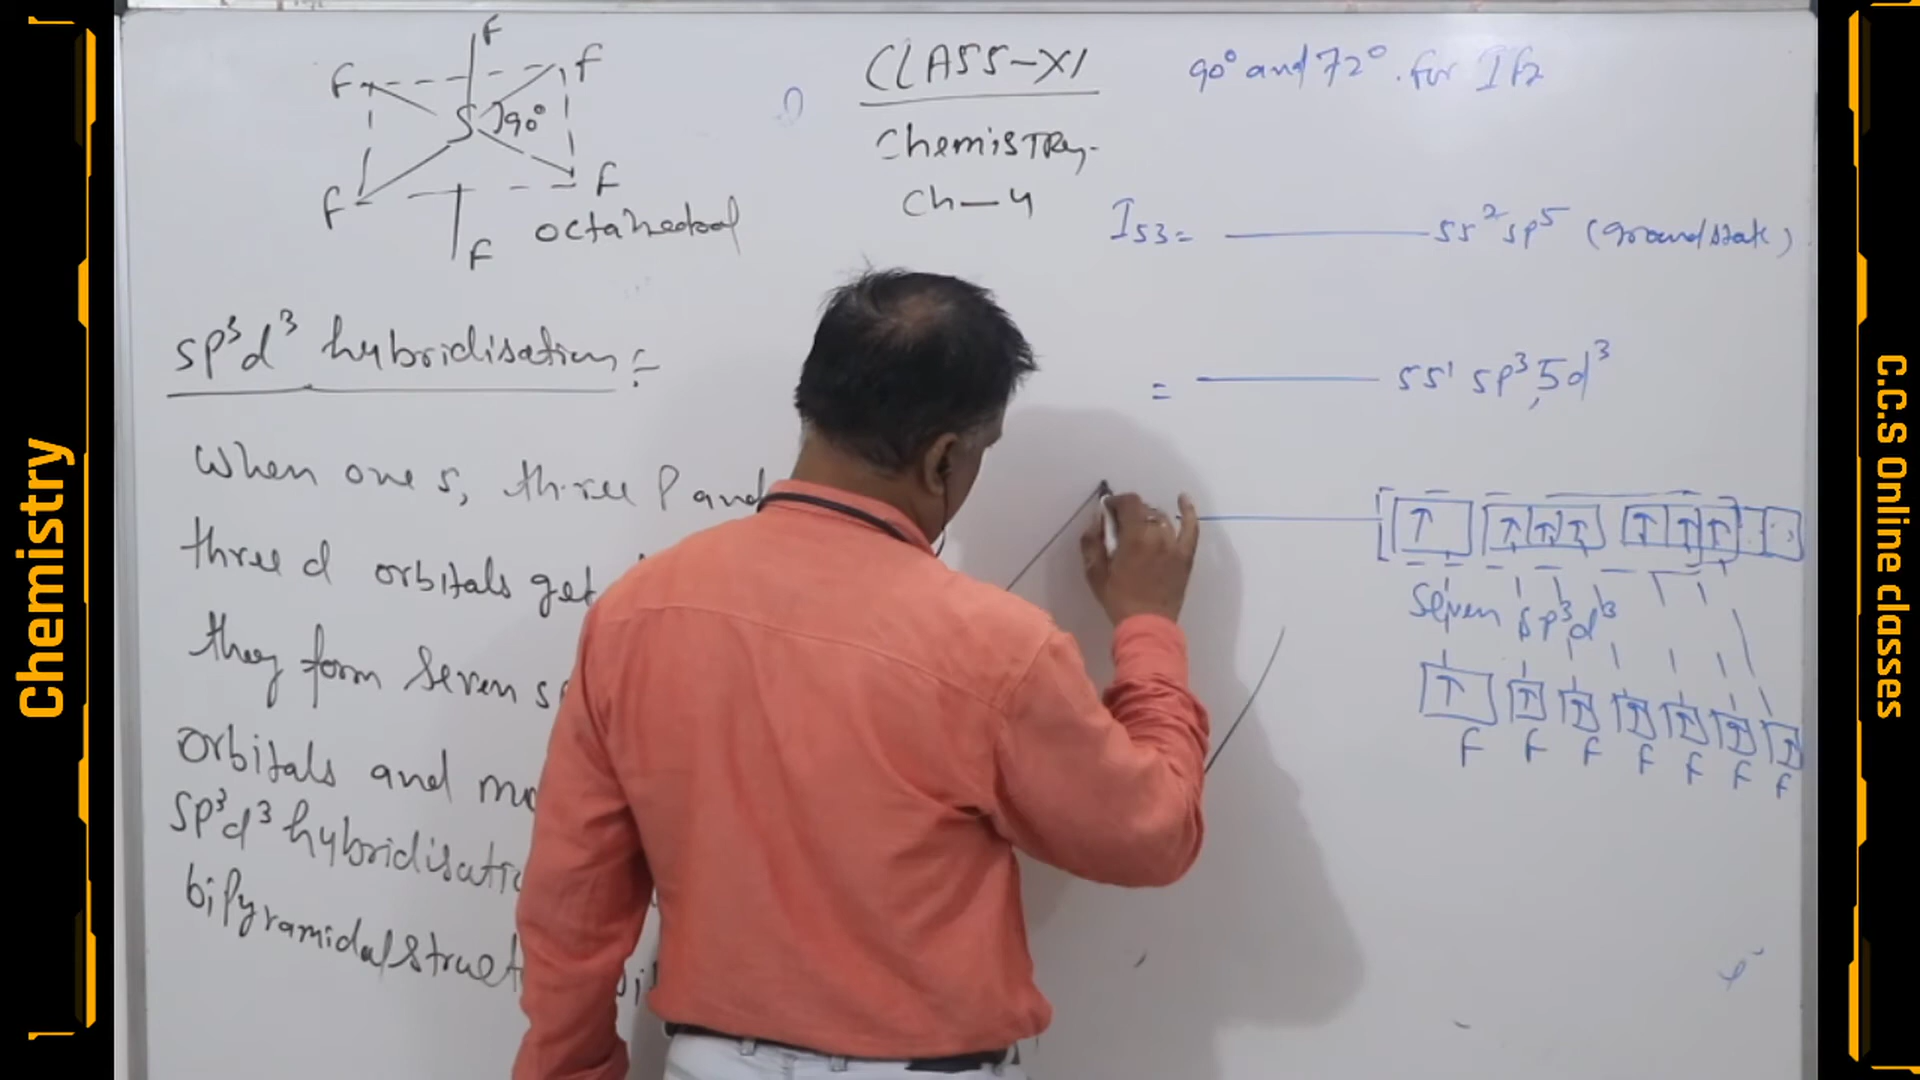 Chemistry
F
F
F
S
90°
F
F
F
octahedral
CLASS-XI
Chemistry.
Ch-4
90° and 72°. for IF7
I53= 5s² 5p⁵ (Ground state)
= 5s¹ 5p³, 5d³
sp³d³ hybridisation :-
When one s, three p and
three d orbitals get
they form seven
orbitals and
sp³d³
bipyramidal
↑ ↑ ↑ ↑ ↑ ↑ ↑
Seven sp³d³
↑ ↑ ↑ ↑ ↑ ↑ ↑
F F F F F F F
C.C.S Online classes